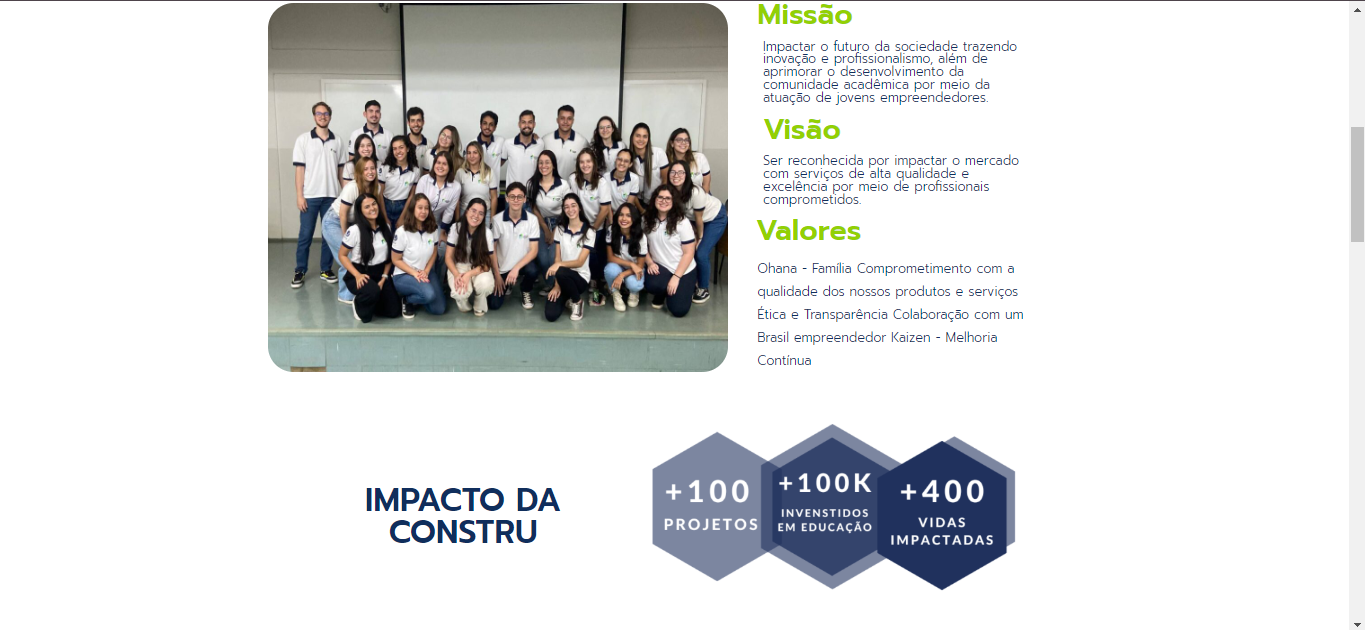 Missão
Impactar o futuro da sociedade trazendo
inovação e profissionalismo, além de
aprimorar o desenvolvimento da
comunidade acadêmica por meio da
atuação de jovens empreendedores.
Visão
Ser reconhecida por impactar o mercado
com serviços de alta qualidade e
excelência por meio de profissionais
comprometidos.
Valores
Ohana - Família Comprometimento com a
qualidade dos nossos produtos e serviços
Ética e Transparência Colaboração com um
Brasil empreendedor Kaizen - Melhoria
Contínua
IMPACTO DA
CONSTRU
+100
PROJETOS
+100K
INVENSTIDOS
EM EDUCAÇÃO
+400
VIDAS
IMPACTADAS